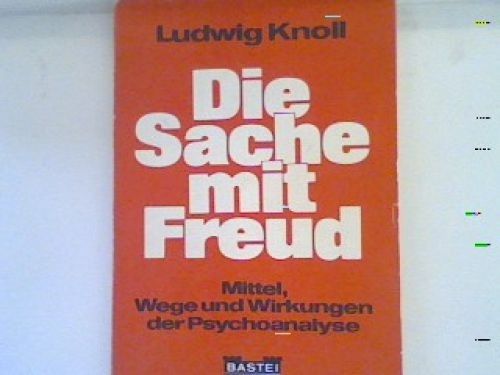 Ludwig Knoll
Die
Sache
mit
Freud
Mittel,
Wege und Wirkungen
der Psychoanalyse
BASTEI